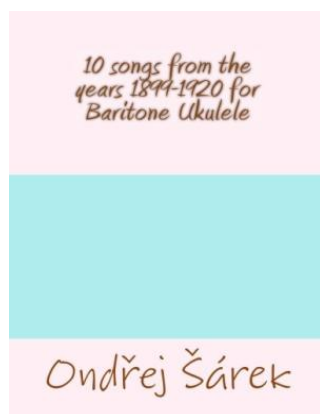 10 songs from the
years 1899-1920 for
Baritone Ukulele
Ondřej Šárek